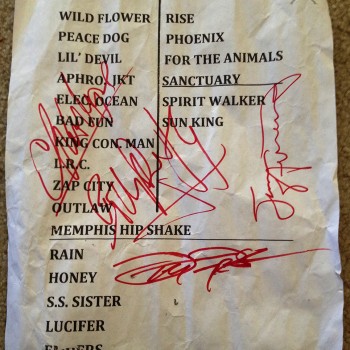 WILD FLOWER
PEACE DOG
LIL' DEVIL
APHRO. JKT
ELEC. OCEAN
BAD FUN
KING CON. MAN
L.R.C.
ZAP CITY
OUTLAW
MEMPHIS HIP SHAKE
RISE
PHOENIX
FOR THE ANIMALS
SANCTUARY
SPIRIT WALKER
SUN KING
RAIN
HONEY
S.S. SISTER
LUCIFER